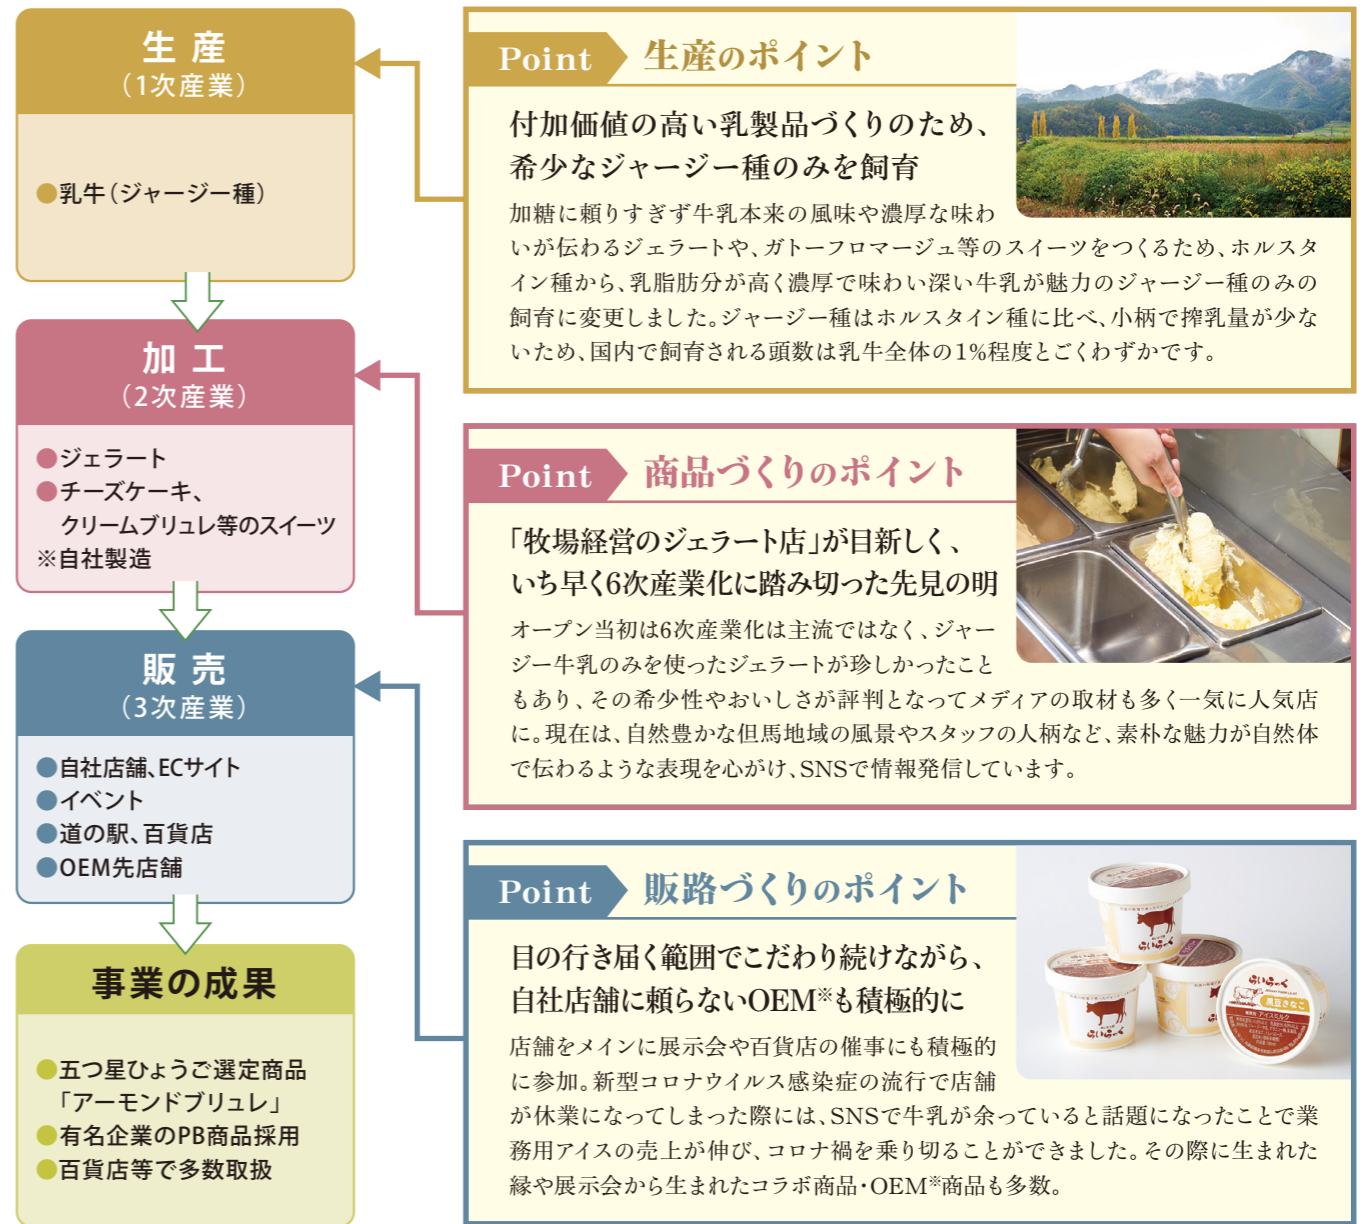 生産
（1次産業）
●乳牛（ジャージー種）
加工
（2次産業）
●ジェラート
●チーズケーキ、
クリームブリュレ等のスイーツ
※自社製造
販売
（3次産業）
●自社店舗、ECサイト
●イベント
●道の駅、百貨店
●OEM先店舗
事業の成果
●五つ星ひょうご選定商品
「アーモンドブリュレ」
●有名企業のPB商品採用
●百貨店等で多数取扱
Point 生産のポイント
付加価値の高い乳製品づくりのため、
希少なジャージー種のみを飼育
加糖に頼りすぎず牛乳本来の風味や濃厚な味わ
いが伝わるジェラートや、ガトーフロマージュ等のスイーツをつくるため、ホルスタ
イン種から、乳脂肪分が高く濃厚で味わい深い牛乳が魅力のジャージー種のみの
飼育に変更しました。ジャージー種はホルスタイン種に比べ、小柄で搾乳量が少な
いため、国内で飼育される頭数は乳牛全体の1%程度とごくわずかです。
Point 商品づくりのポイント
「牧場経営のジェラート店」が目新しく、
いち早く6次産業化に踏み切った先見の明
オープン当初は6次産業化は主流ではなく、ジャー
ジー牛乳のみを使ったジェラートが珍しかったこと
もあり、その希少性やおいしさが評判となってメディアの取材も多く一気に人気店
に。現在は、自然豊かな但馬地域の風景やスタッフの人柄など、素朴な魅力が自然体
で伝わるような表現を心がけ、SNSで情報発信しています。
Point 販路づくりのポイント
目の行き届く範囲でこだわり続けながら、
自社店舗に頼らないOEM※も積極的に
店舗をメインに展示会や百貨店の催事にも積極的
に参加。新型コロナウイルス感染症の流行で店舗
が休業になってしまった際には、SNSで牛乳が余っていると話題になったことで業
務用アイスの売上が伸び、コロナ禍を乗り切ることができました。その際に生まれた
縁や展示会から生まれたコラボ商品・OEM※商品も多数。
らいらっく
らいらっく
らいらっく
らいらっく
黒豆きなこ
アイスミルク